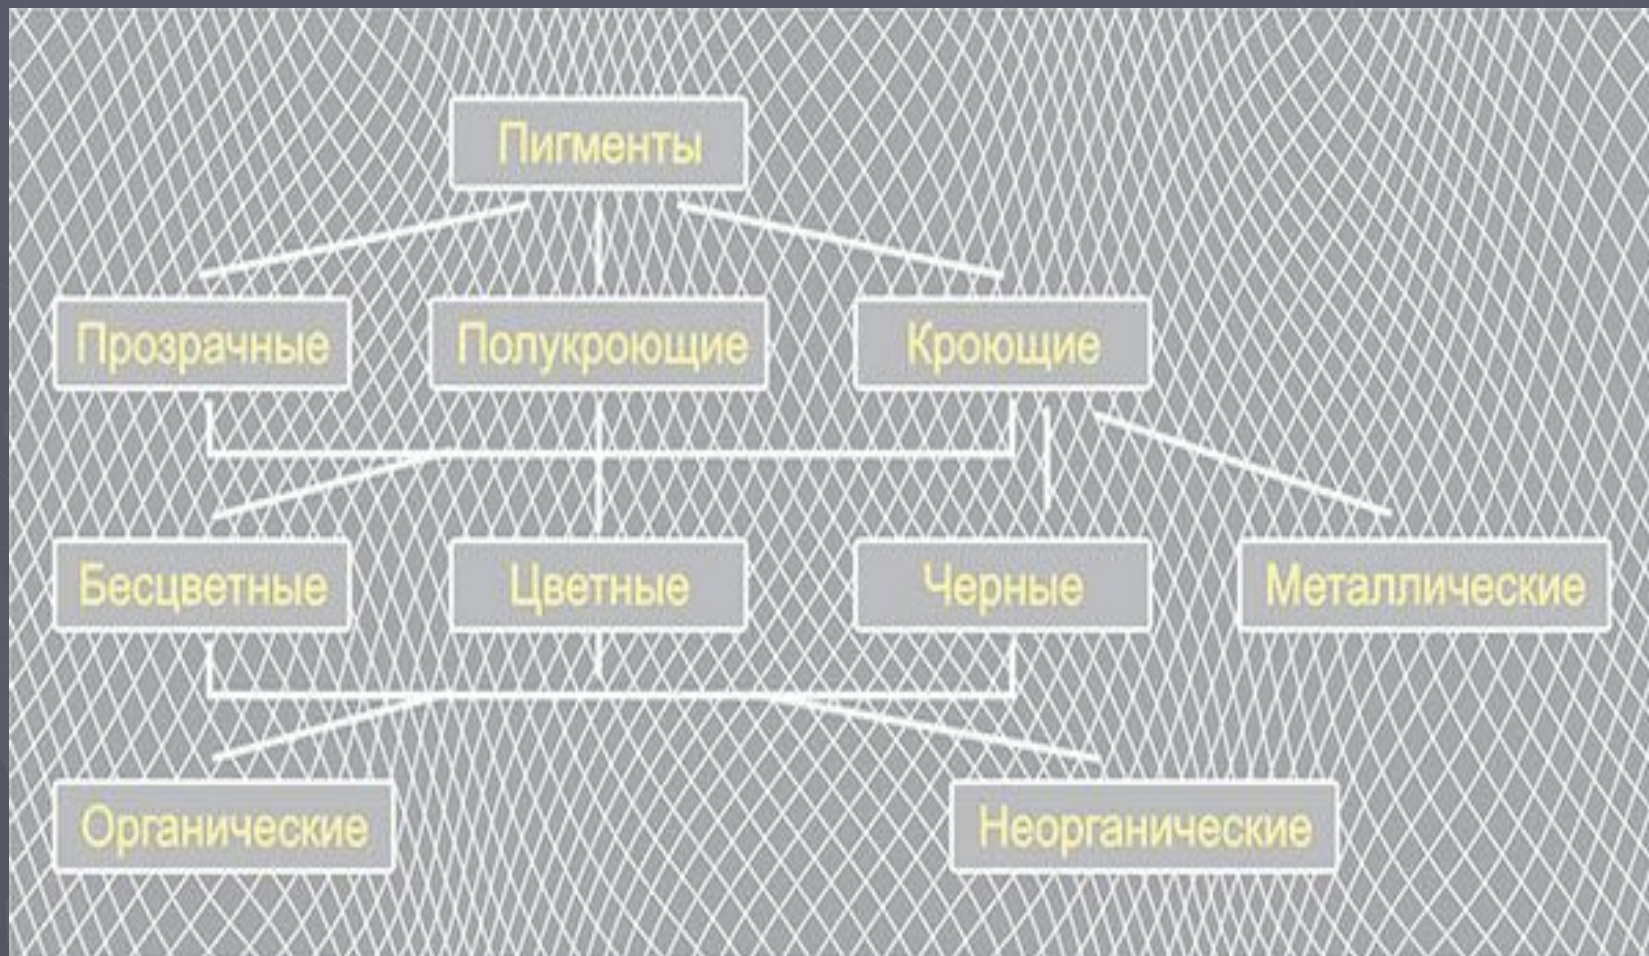 Пигменты
Прозрачные
Полукроющие
Кроющие
Бесцветные
Цветные
Черные
Металлические
Органические
Неорганические